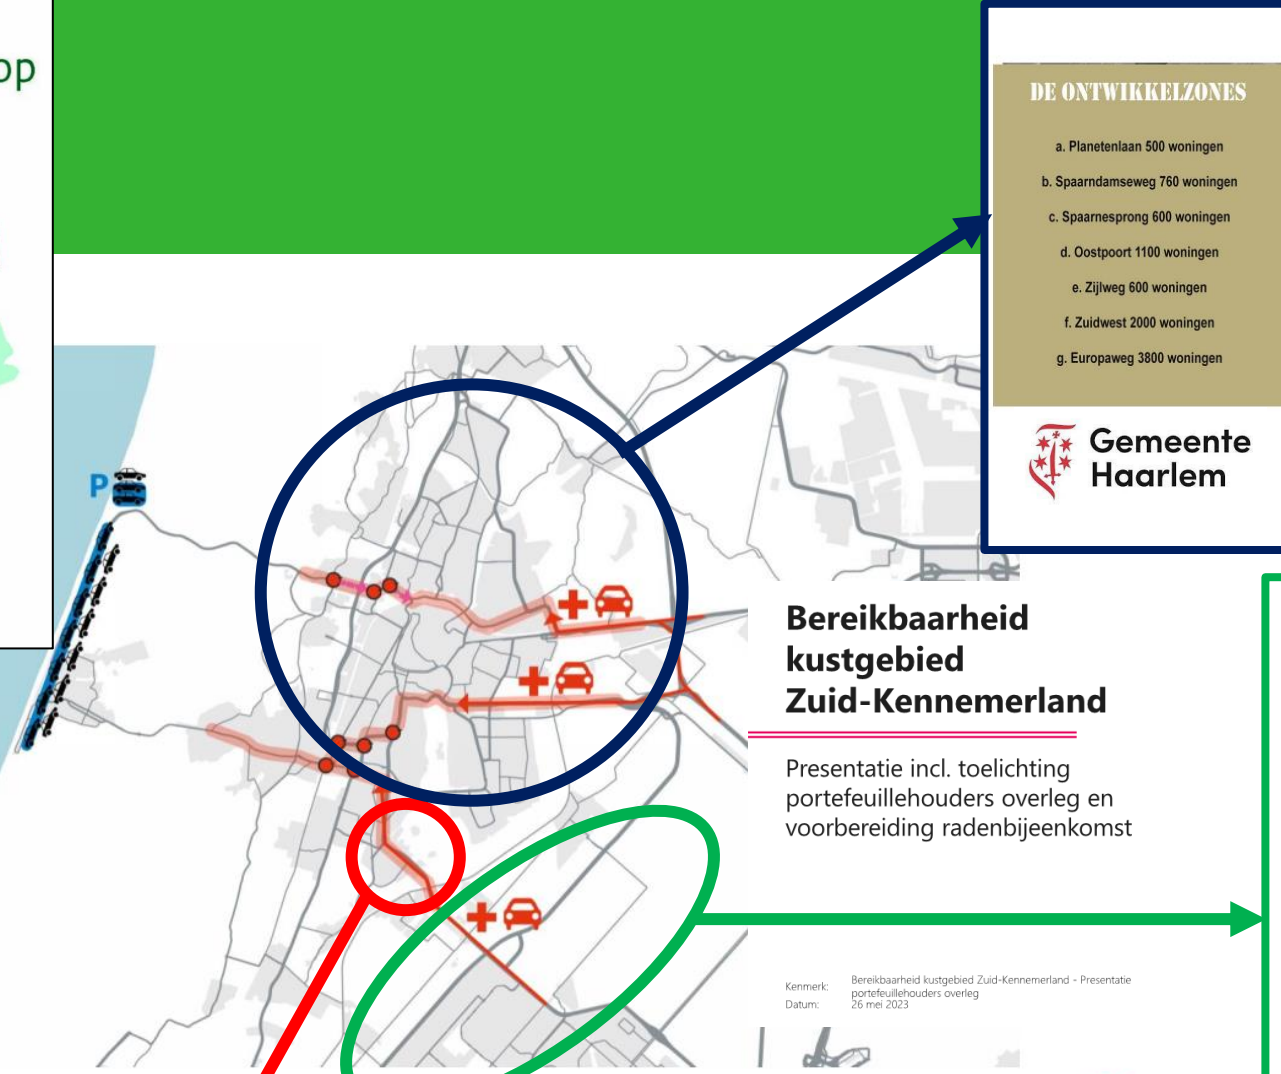 op
DE ONTWIKKELZONES
a. Planetenlaan 500 woningen
b. Spaarndamseweg 760 woningen
c. Spaarnesprong 600 woningen
d. Oostpoort 1100 woningen
e. Zijlweg 600 woningen
f. Zuidwest 2000 woningen
g. Europaweg 3800 woningen
Gemeente
Haarlem
P
Bereikbaarheid
kustgebied
Zuid-Kennemerland
Presentatie incl. toelichting
portefeuillehouders overleg en
voorbereiding radenbijeenkomst
Kenmerk: Bereikbaarheid kustgebied Zuid-Kennemerland - Presentatie
portefeuillehouders overleg
Datum: 26 mei 2023